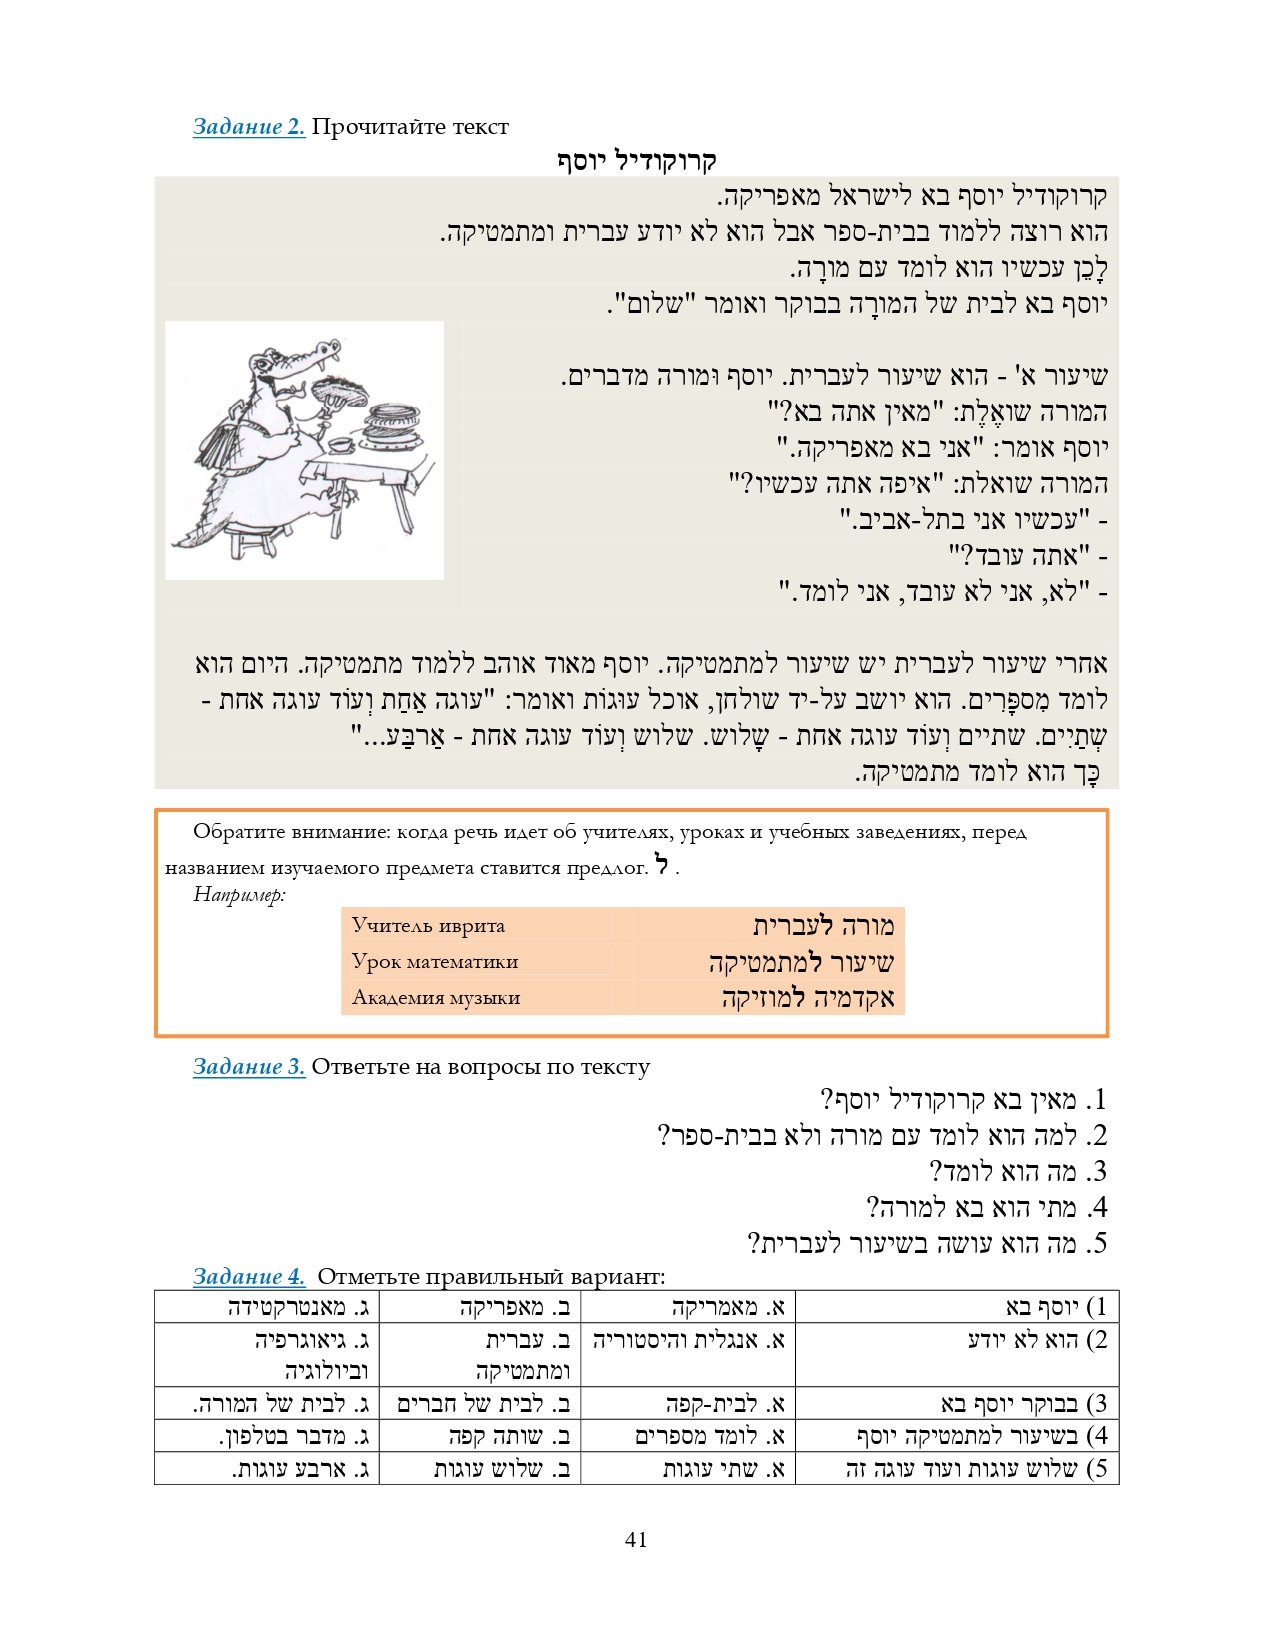 Задание 2. Прочитайте текст
קרוקודיל יוסף
קרוקודיל יוסף בא לישראל מאפריקה.
הוא רוצה ללמוד בבית-ספר אבל הוא לא יודע עברית ומתמטיקה.
לָכֵן עכשיו הוא לומד עם מורָה.
יוסף בא לבית של המורָה בבוקר ואומר "שלום".
שיעור א' - הוא שיעור לעברית. יוסף וּמורה מדברים.
המורה שואֶלֶת: "מאין אתה בא?"
יוסף אומר: "אני בא מאפריקה."
המורה שואלת: "איפה אתה עכשיו?"
- "עכשיו אני בתל-אביב."
- "אתה עובד?"
- "לא, אני לא עובד, אני לומד."
אחרי שיעור לעברית יש שיעור למתמטיקה. יוסף מאוד אוהב ללמוד מתמטיקה. היום הוא
לומד מִספָּרִים. הוא יושב על-יד שולחן, אוכל עוּגוֹת ואומר: "עוגה אַחַת וְעוֹד עוגה אחת -
שְתַיִים. שתיים וְעוֹד עוגה אחת - שָלוש. שלוש וְעוֹד עוגה אחת - אַרבַּע..."
כָּך הוא לומד מתמטיקה.
Обратите внимание: когда речь идет об учителях, уроках и учебных заведениях, перед
названием изучаемого предмета ставится предлог. ל .
Например:
Учитель иврита מורה לעברית
Урок математики שיעור למתמטיקה
Академия музыки אקדמיה למוזיקה
Задание 3. Ответьте на вопросы по тексту
1. מאין בא קרוקודיל יוסף?
2. למה הוא לומד עם מורה ולא בבית-ספר?
3. מה הוא לומד?
4. מתי הוא בא למורה?
5. מה הוא עושה בשיעור לעברית?
Задание 4. Отметьте правильный вариант:
1) יוסף בא א. מאמריקה ב. מאפריקה ג. מאנטרקטידה
2) הוא לא יודע א. אנגלית והיסטוריה ב. עברית ג. גיאוגרפיה
ומתמטיקה וביולוגיה
3) בבוקר יוסף בא א. לבית-קפה ב. לבית של חברים ג. לבית של המורה.
4) בשיעור למתמטיקה יוסף א. לומד מספרים ב. שותה קפה ג. מדבר בטלפון.
5) שלוש עוגות ועוד עוגה זה א. שתי עוגות ב. שלוש עוגות ג. ארבע עוגות.
41